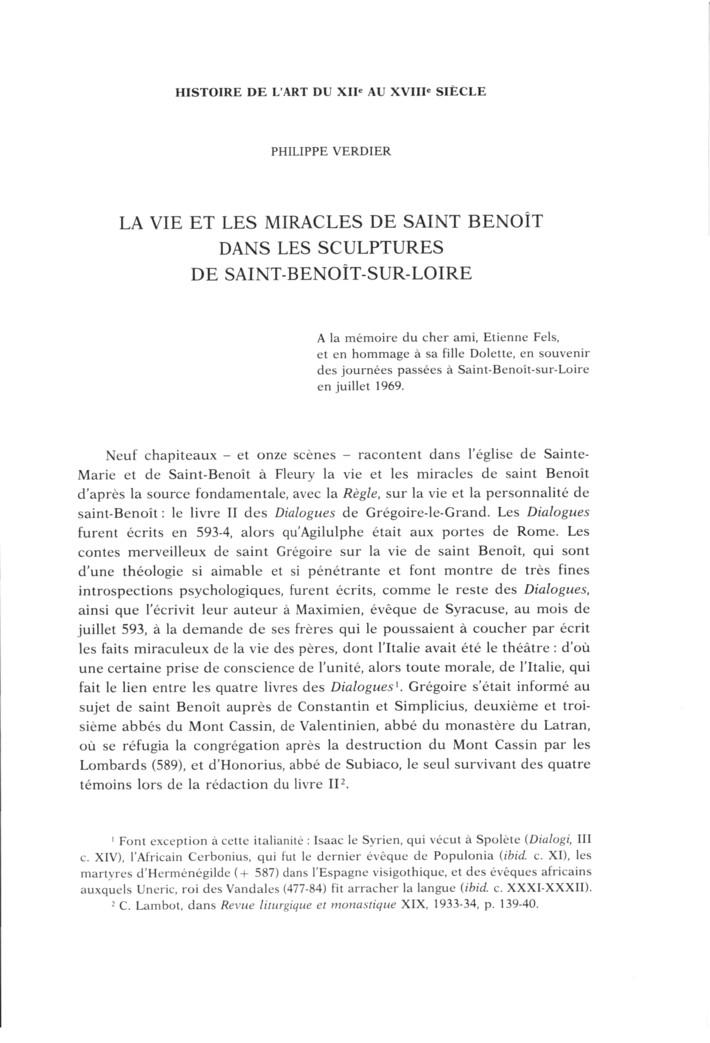 HISTOIRE DE L'ART DU XIIe AU XVIIIe SIÈCLE
PHILIPPE VERDIER
LA VIE ET LES MIRACLES DE SAINT BENOÎT
DANS LES SCULPTURES
DE SAINT-BENOÎT-SUR-LOIRE
A la mémoire du cher ami, Etienne Fels,
et en hommage à sa fille Dolette, en souvenir
des journées passées à Saint-Benoît-sur-Loire
en juillet 1969.
Neuf chapiteaux – et onze scènes – racontent dans l'église de Sainte-
Marie et de Saint-Benoît à Fleury la vie et les miracles de saint Benoît
d'après la source fondamentale, avec la Règle, sur la vie et la personnalité de
saint-Benoît : le livre II des Dialogues de Grégoire-le-Grand. Les Dialogues
furent écrits en 593-4, alors qu'Agilulphe était aux portes de Rome. Les
contes merveilleux de saint Grégoire sur la vie de saint Benoît, qui sont
d'une théologie si aimable et si pénétrante et font montre de très fines
introspections psychologiques, furent écrits, comme le reste des Dialogues,
ainsi que l'écrivit leur auteur à Maximien, évêque de Syracuse, au mois de
juillet 593, à la demande de ses frères qui le poussaient à coucher par écrit
les faits miraculeux de la vie des pères, dont l'Italie avait été le théâtre : d'où
une certaine prise de conscience de l'unité, alors toute morale, de l'Italie, qui
fait le lien entre les quatre livres des Dialogues¹. Grégoire s'était informé au
sujet de saint Benoît auprès de Constantin et Simplicius, deuxième et troi-
sième abbés du Mont Cassin, de Valentinien, abbé du monastère du Latran,
où se réfugia la congrégation après la destruction du Mont Cassin par les
Lombards (589), et d'Honorius, abbé de Subiaco, le seul survivant des quatre
témoins lors de la rédaction du livre II².
¹ Font exception à cette italianité : Isaac le Syrien, qui vécut à Spolète (Dialogi, III
c. XIV), l'Africain Cerbonius, qui fut le dernier évêque de Populonia (ibid. c. XI), les
martyres d'Herménégilde (+ 587) dans l'Espagne visigothique, et des évêques africains
auxquels Uneric, roi des Vandales (477-84) fit arracher la langue (ibid. c. XXXI-XXXII).
² C. Lambot, dans Revue liturgique et monastique XIX, 1933-34, p. 139-40.